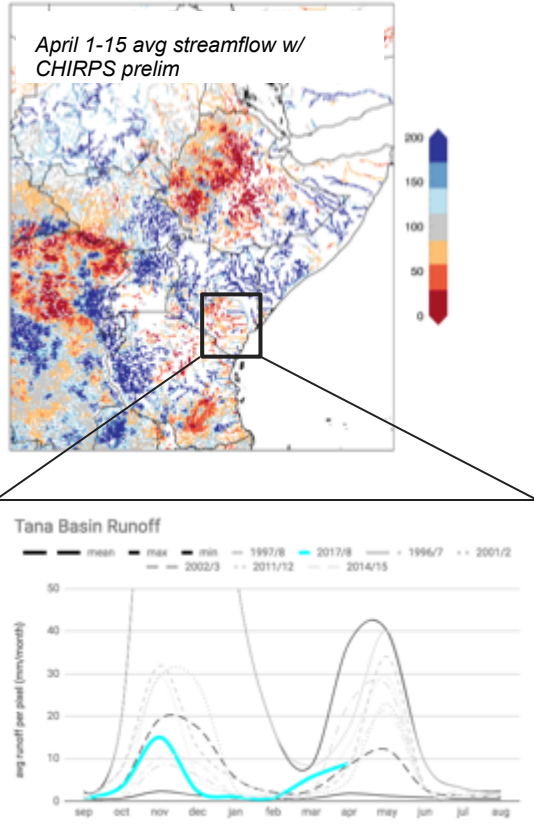 April 1-15 avg streamflow w/
CHIRPS prelim
200
150
100
50
0
Tana Basin Runoff
mean max min 1997/8 2017/8 1996/7 2001/2
2002/3 2011/12 2014/15
avg runoff per pixel (mm/month)
50
40
30
20
10
0
sep oct nov dec jan feb mar apr may jun jul aug